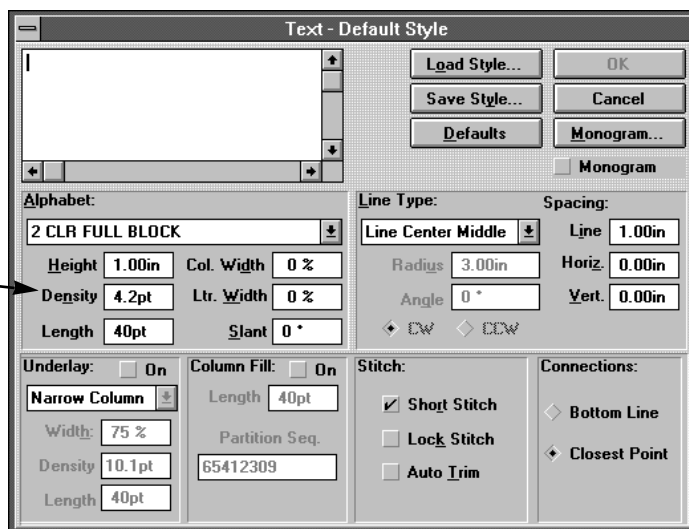 Text - Default Style
Load Style... OK
Save Style... Cancel
Defaults Monogram...
Monogram
Alphabet:
2 CLR FULL BLOCK
Height 1.00in Col. Width 0 %
Density 4.2pt Ltr. Width 0 %
Length 40pt Slant 0 °
Line Type: Spacing:
Line Center Middle Line 1.00in
Radius 3.00in Horiz. 0.00in
Angle 0 ° Vert. 0.00in
CW CCW
Underlay: On
Narrow Column
Width: 75 %
Density 10.1pt
Length 40pt
Column Fill: On
Length 40pt
Partition Seq.
65412309
Stitch:
Short Stitch
Lock Stitch
Auto Trim
Connections:
Bottom Line
Closest Point